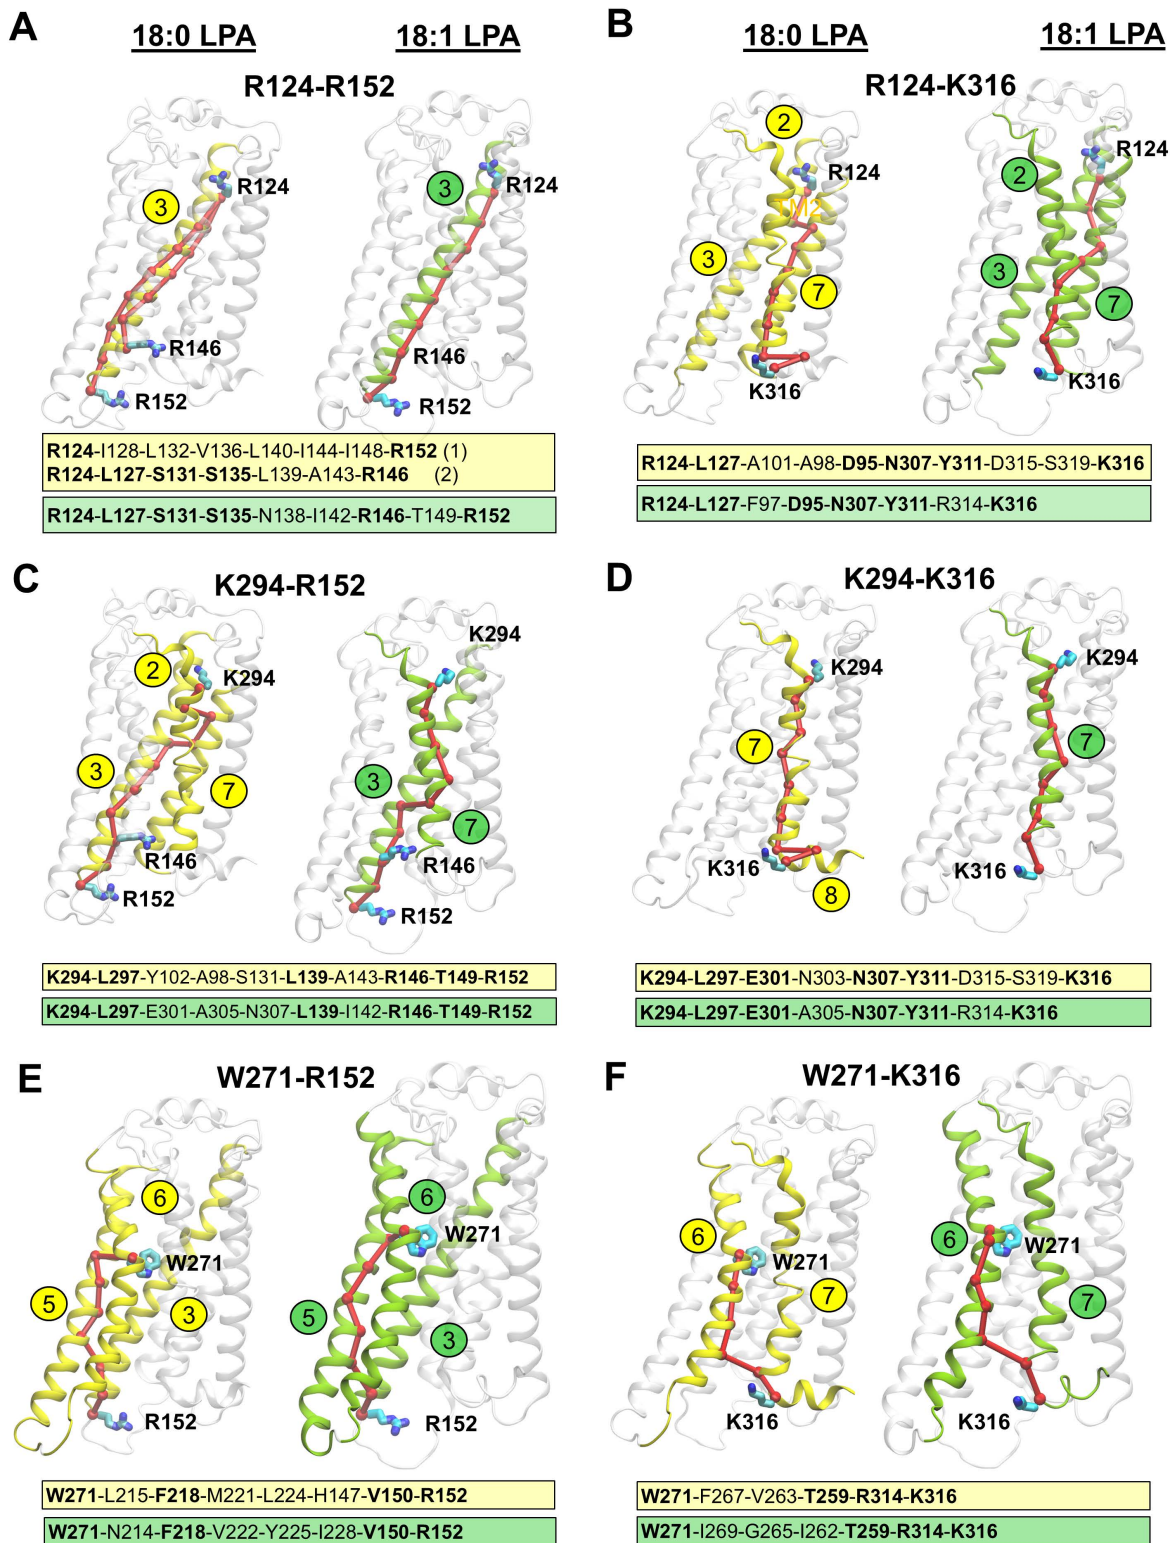 A
18:0 LPA
18:1 LPA
R124-R152
3
R124
R146
R152
3
R124
R146
R152
R124-I128-L132-V136-L140-I144-I148-R152 (1)
R124-L127-S131-S135-L139-A143-R146 (2)
R124-L127-S131-S135-N138-I142-R146-T149-R152
B
18:0 LPA
18:1 LPA
R124-K316
2
R124
TM2
3
7
K316
R124
2
3
7
K316
R124-L127-A101-A98-D95-N307-Y311-D315-S319-K316
R124-L127-F97-D95-N307-Y311-R314-K316
C
K294-R152
2
K294
3
7
R146
R152
K294
3
7
R146
R152
K294-L297-Y102-A98-S131-L139-A143-R146-T149-R152
K294-L297-E301-A305-N307-L139-I142-R146-T149-R152
D
K294-K316
K294
7
K316
8
K294
7
K316
K294-L297-E301-N303-N307-Y311-D315-S319-K316
K294-L297-E301-A305-N307-Y311-R314-K316
E
W271-R152
6
W271
5
3
R152
6
W271
5
3
R152
W271-L215-F218-M221-L224-H147-V150-R152
W271-N214-F218-V222-Y225-I228-V150-R152
F
W271-K316
6
W271
7
K316
6
W271
7
K316
W271-F267-V263-T259-R314-K316
W271-I269-G265-I262-T259-R314-K316